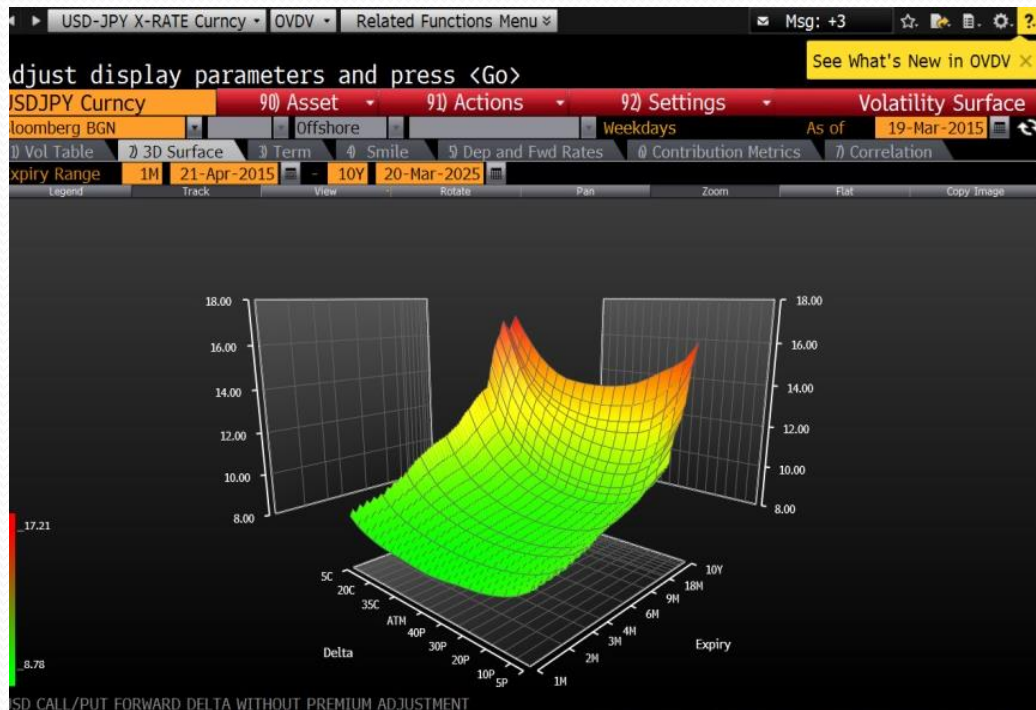 USD-JPY X-RATE Curncy OVDV Related Functions Menu Msg: +3 ?
See What's New in OVDV ×
Adjust display parameters and press <Go>
USDJPY Curncy 90) Asset 91) Actions 92) Settings Volatility Surface
Bloomberg BGN Offshore Weekdays As of 19-Mar-2015
1) Vol Table 2) 3D Surface 3) Term 4) Smile 5) Dep and Fwd Rates 6) Contribution Metrics 7) Correlation
Expiry Range 1M 21-Apr-2015 - 10Y 20-Mar-2025
Legend Track View Rotate Pan Zoom Flat Copy Image
18.00 18.00
16.00 16.00
14.00 14.00
12.00 12.00
10.00 10.00
8.00 8.00
17.21
8.78
5C
20C
35C
ATM
40P
30P
20P
10P
5P
Delta
10Y
18M
9M
6M
4M
3M
2M
1M
Expiry
USD CALL/PUT FORWARD DELTA WITHOUT PREMIUM ADJUSTMENT